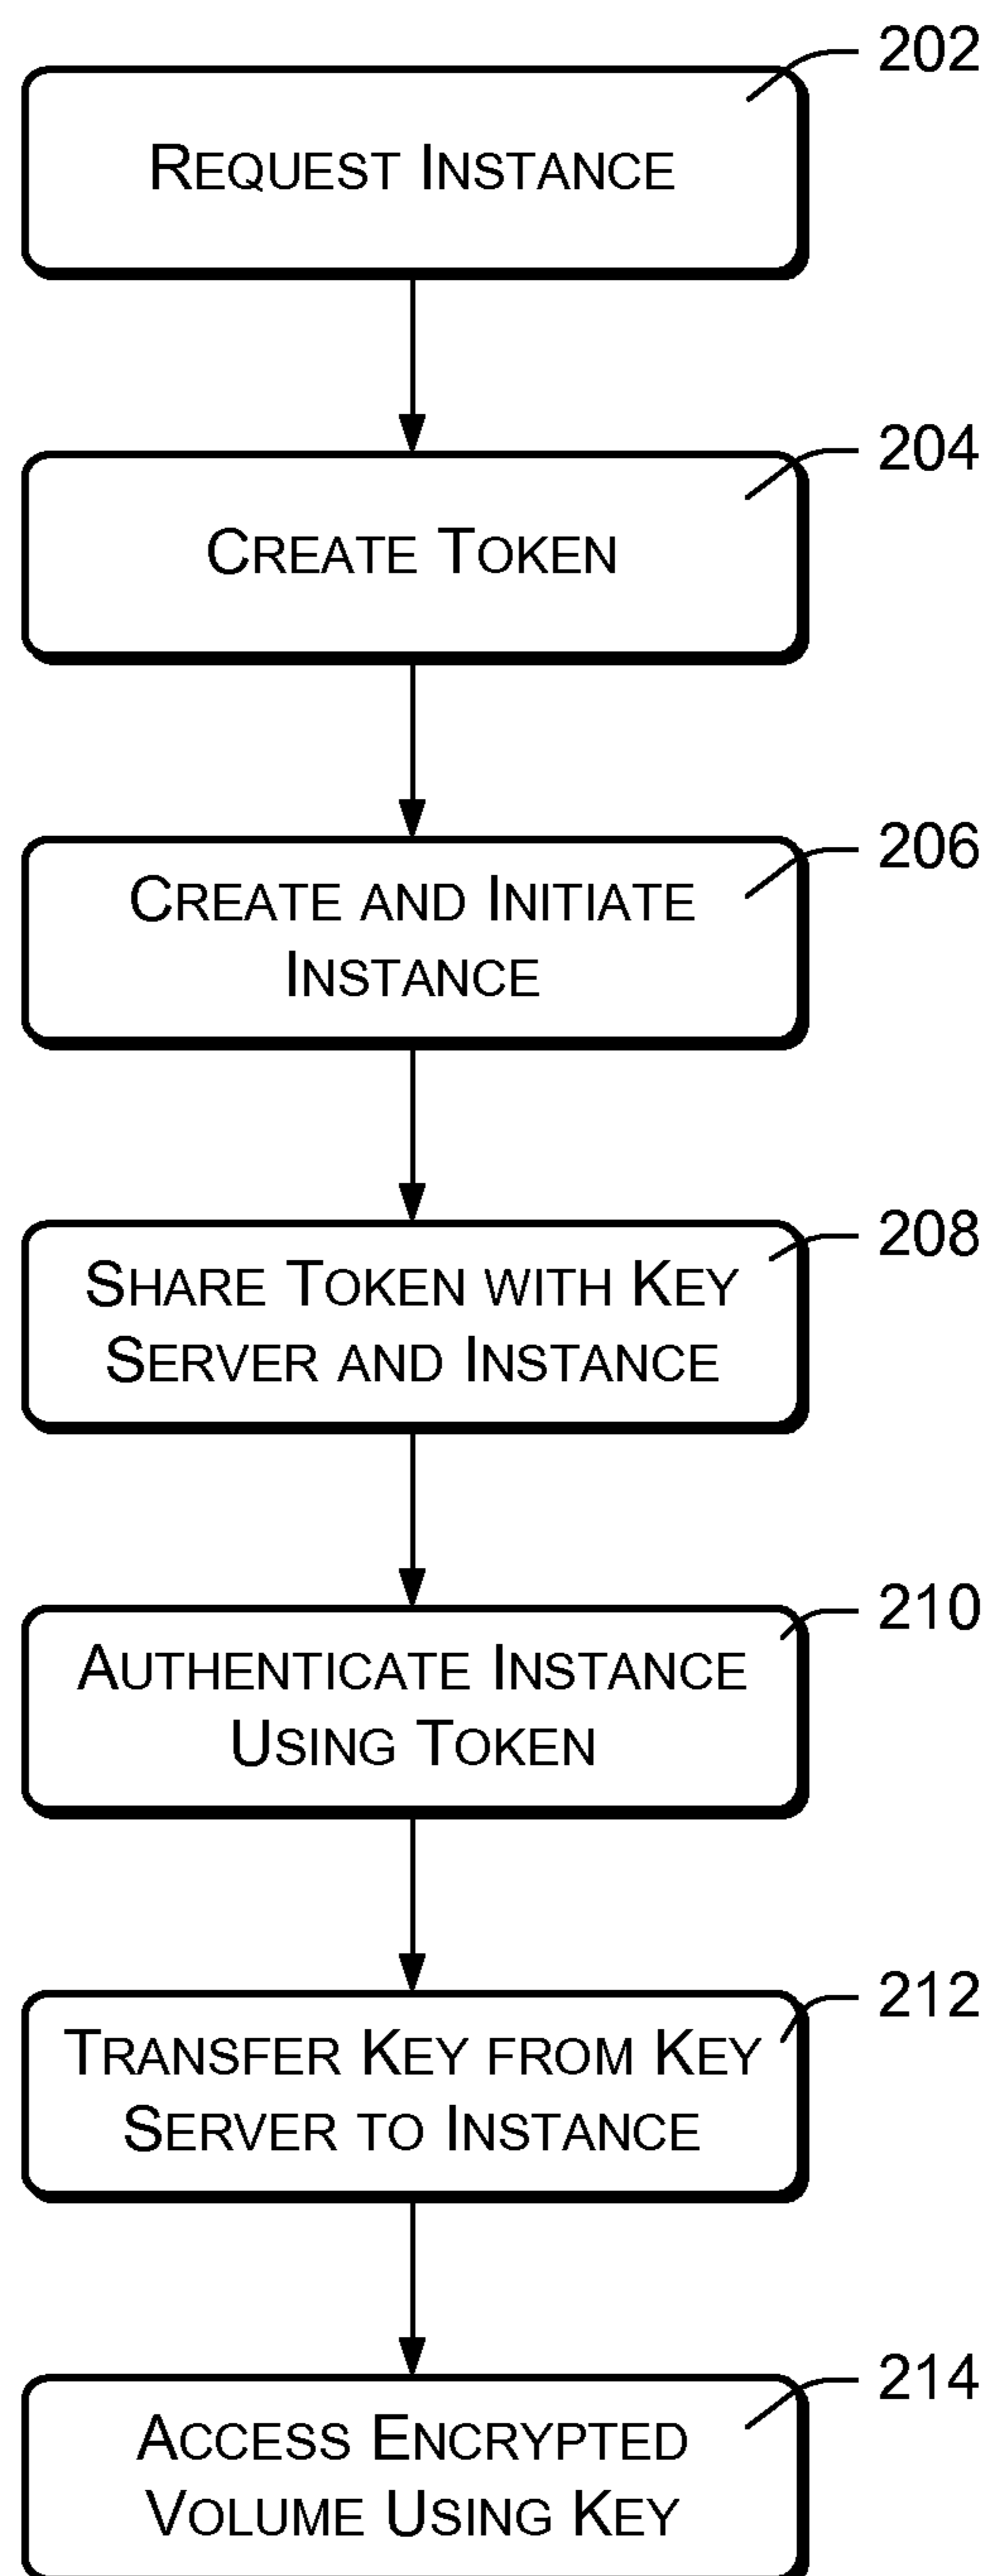 202
REQUEST INSTANCE
204
CREATE TOKEN
206
CREATE AND INITIATE
INSTANCE
208
SHARE TOKEN WITH KEY
SERVER AND INSTANCE
210
AUTHENTICATE INSTANCE
USING TOKEN
212
TRANSFER KEY FROM KEY
SERVER TO INSTANCE
214
ACCESS ENCRYPTED
VOLUME USING KEY